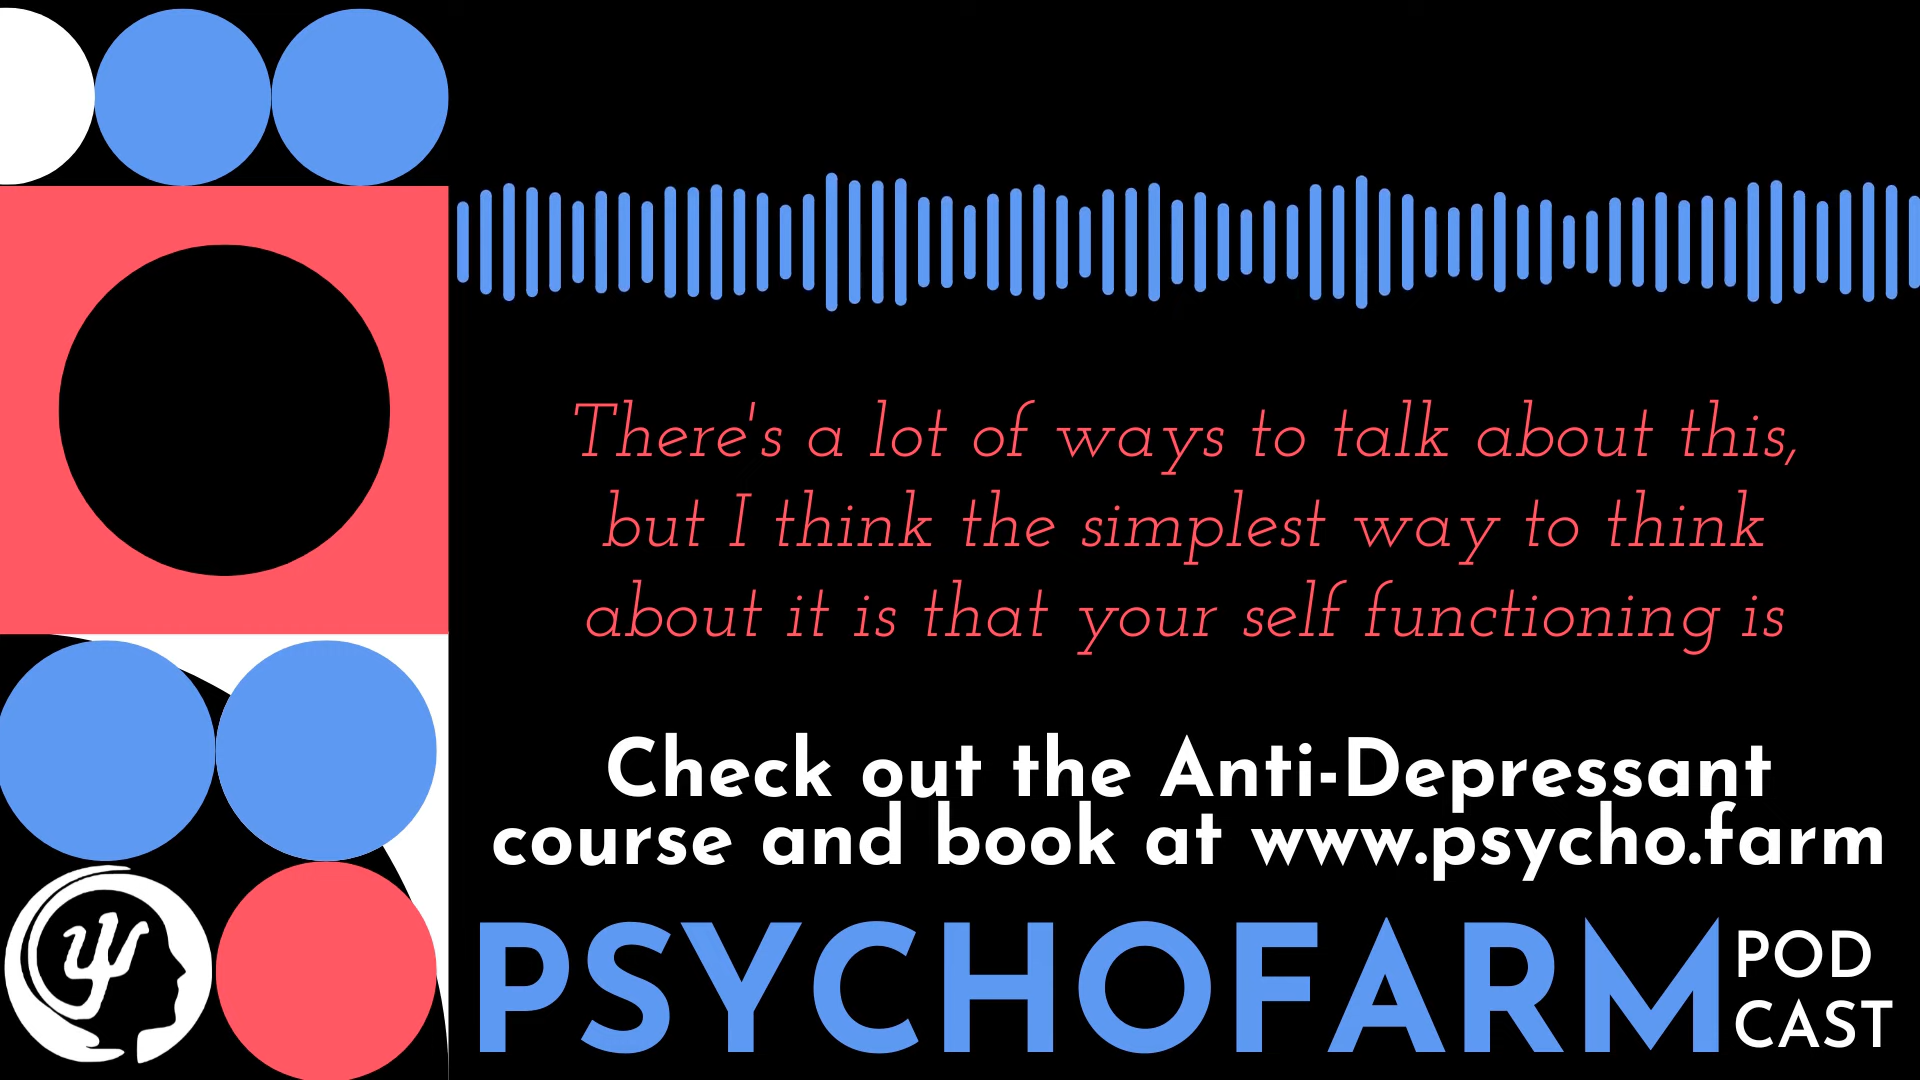 There's a lot of ways to talk about this,
but I think the simplest way to think
about it is that your self functioning is
Check out the Anti-Depressant
course and book at www.psycho.farm
PSYCHOFARM
POD
CAST
ψ